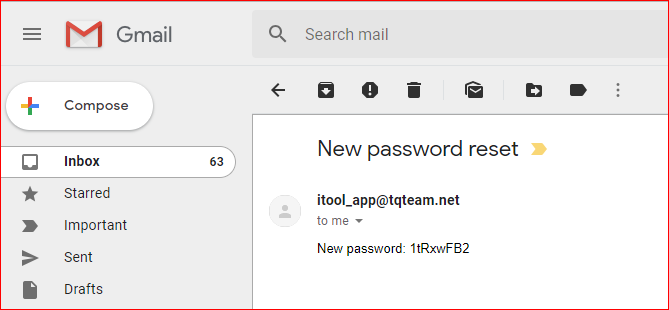 Gmail
Search mail
Compose
New password reset
Inbox 63
Starred
itool_app@tqteam.net
Important
to me
New password: 1tRxwFB2
Sent
Drafts